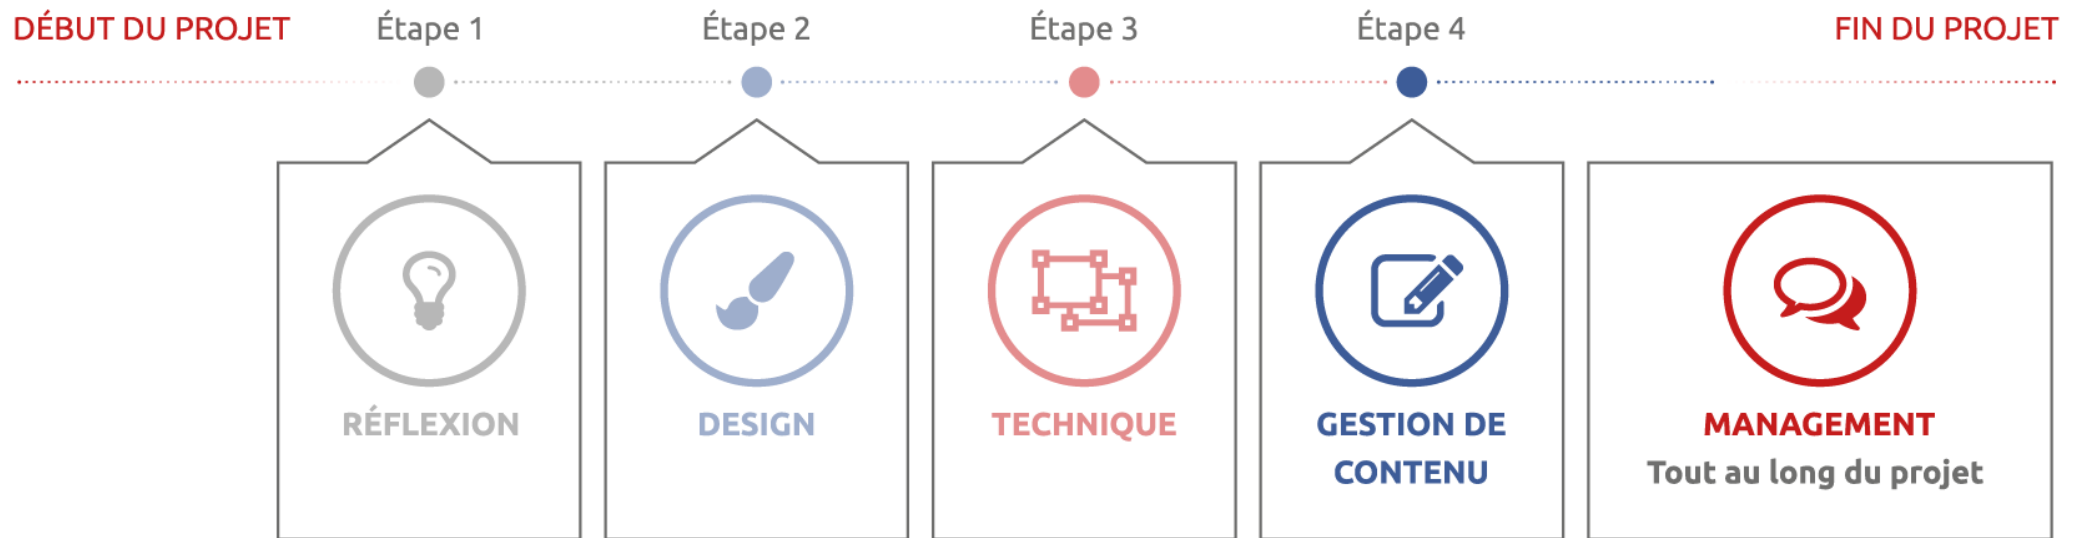 DÉBUT DU PROJET
Étape 1
Étape 2
Étape 3
Étape 4
FIN DU PROJET
RÉFLEXION
DESIGN
TECHNIQUE
GESTION DE
CONTENU
MANAGEMENT
Tout au long du projet